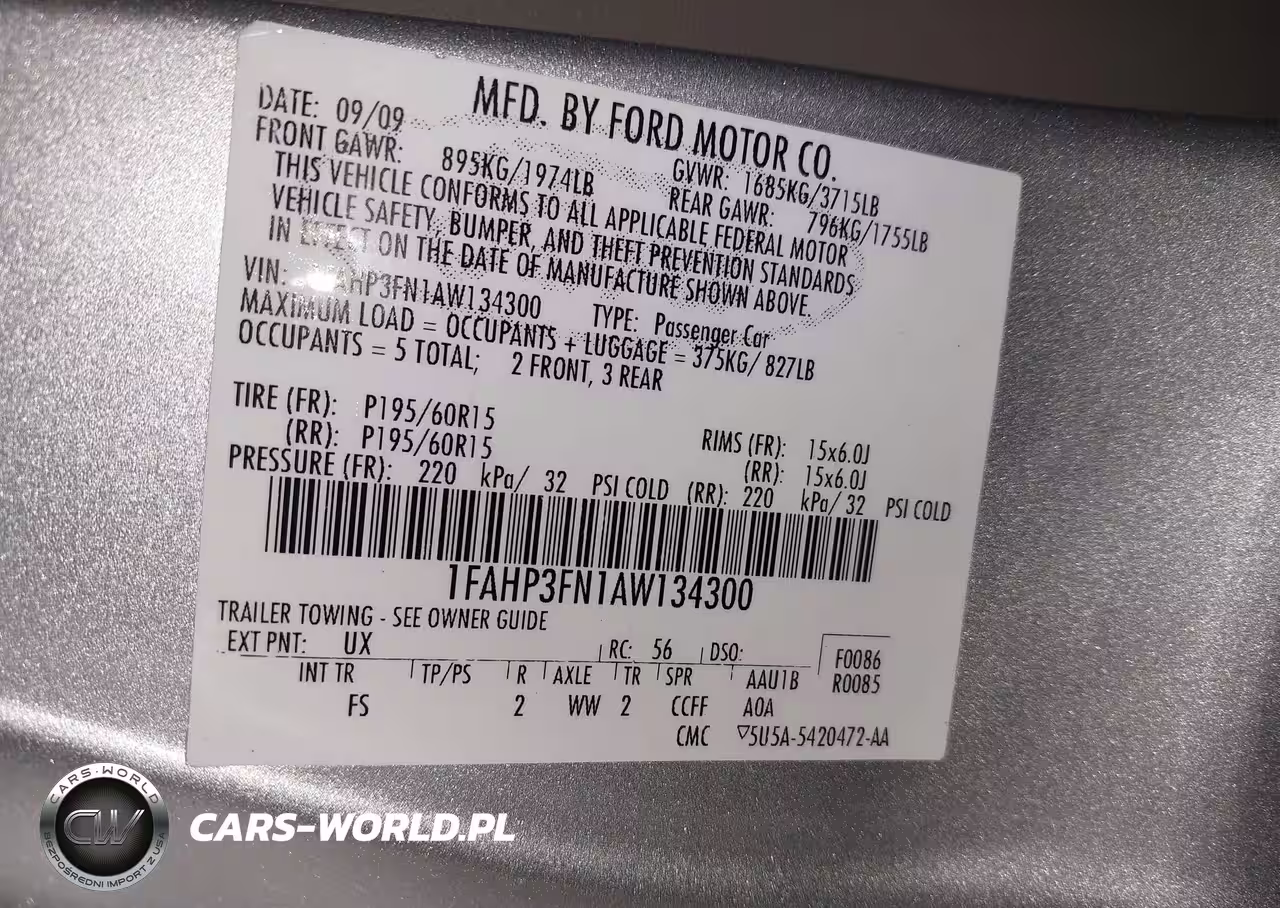 MFD. BY FORD MOTOR CO.
DATE: 09/09 GVWR: 1685KG/3715LB
FRONT GAWR: 895KG/1974LB REAR GAWR: 796KG/1755LB
THIS VEHICLE CONFORMS TO ALL APPLICABLE FEDERAL MOTOR
VEHICLE SAFETY, BUMPER, AND THEFT PREVENTION STANDARDS
IN EFFECT ON THE DATE OF MANUFACTURE SHOWN ABOVE.
VIN: AHP3FN1AW134300 TYPE: Passenger Car
MAXIMUM LOAD = OCCUPANTS + LUGGAGE = 375KG/ 827LB
OCCUPANTS = 5 TOTAL; 2 FRONT, 3 REAR
TIRE (FR): P195/60R15 RIMS (FR): 15x6.0J
(RR): P195/60R15 (RR): 15x6.0J
PRESSURE (FR): 220 kPa/ 32 PSI COLD (RR): 220 kPa/ 32 PSI COLD
1FAHP3FN1AW134300
TRAILER TOWING - SEE OWNER GUIDE
EXT PNT: UX RC: 56 DSO: F0086
INT TR TP/PS R AXLE TR SPR AAU1B R0085
FS 2 WW 2 CCFF A0A
CMC ▽5U5A-5420472-AA
CARS-WORLD
CW
BEZPOŚREDNI IMPORT Z USA
CARS-WORLD.PL